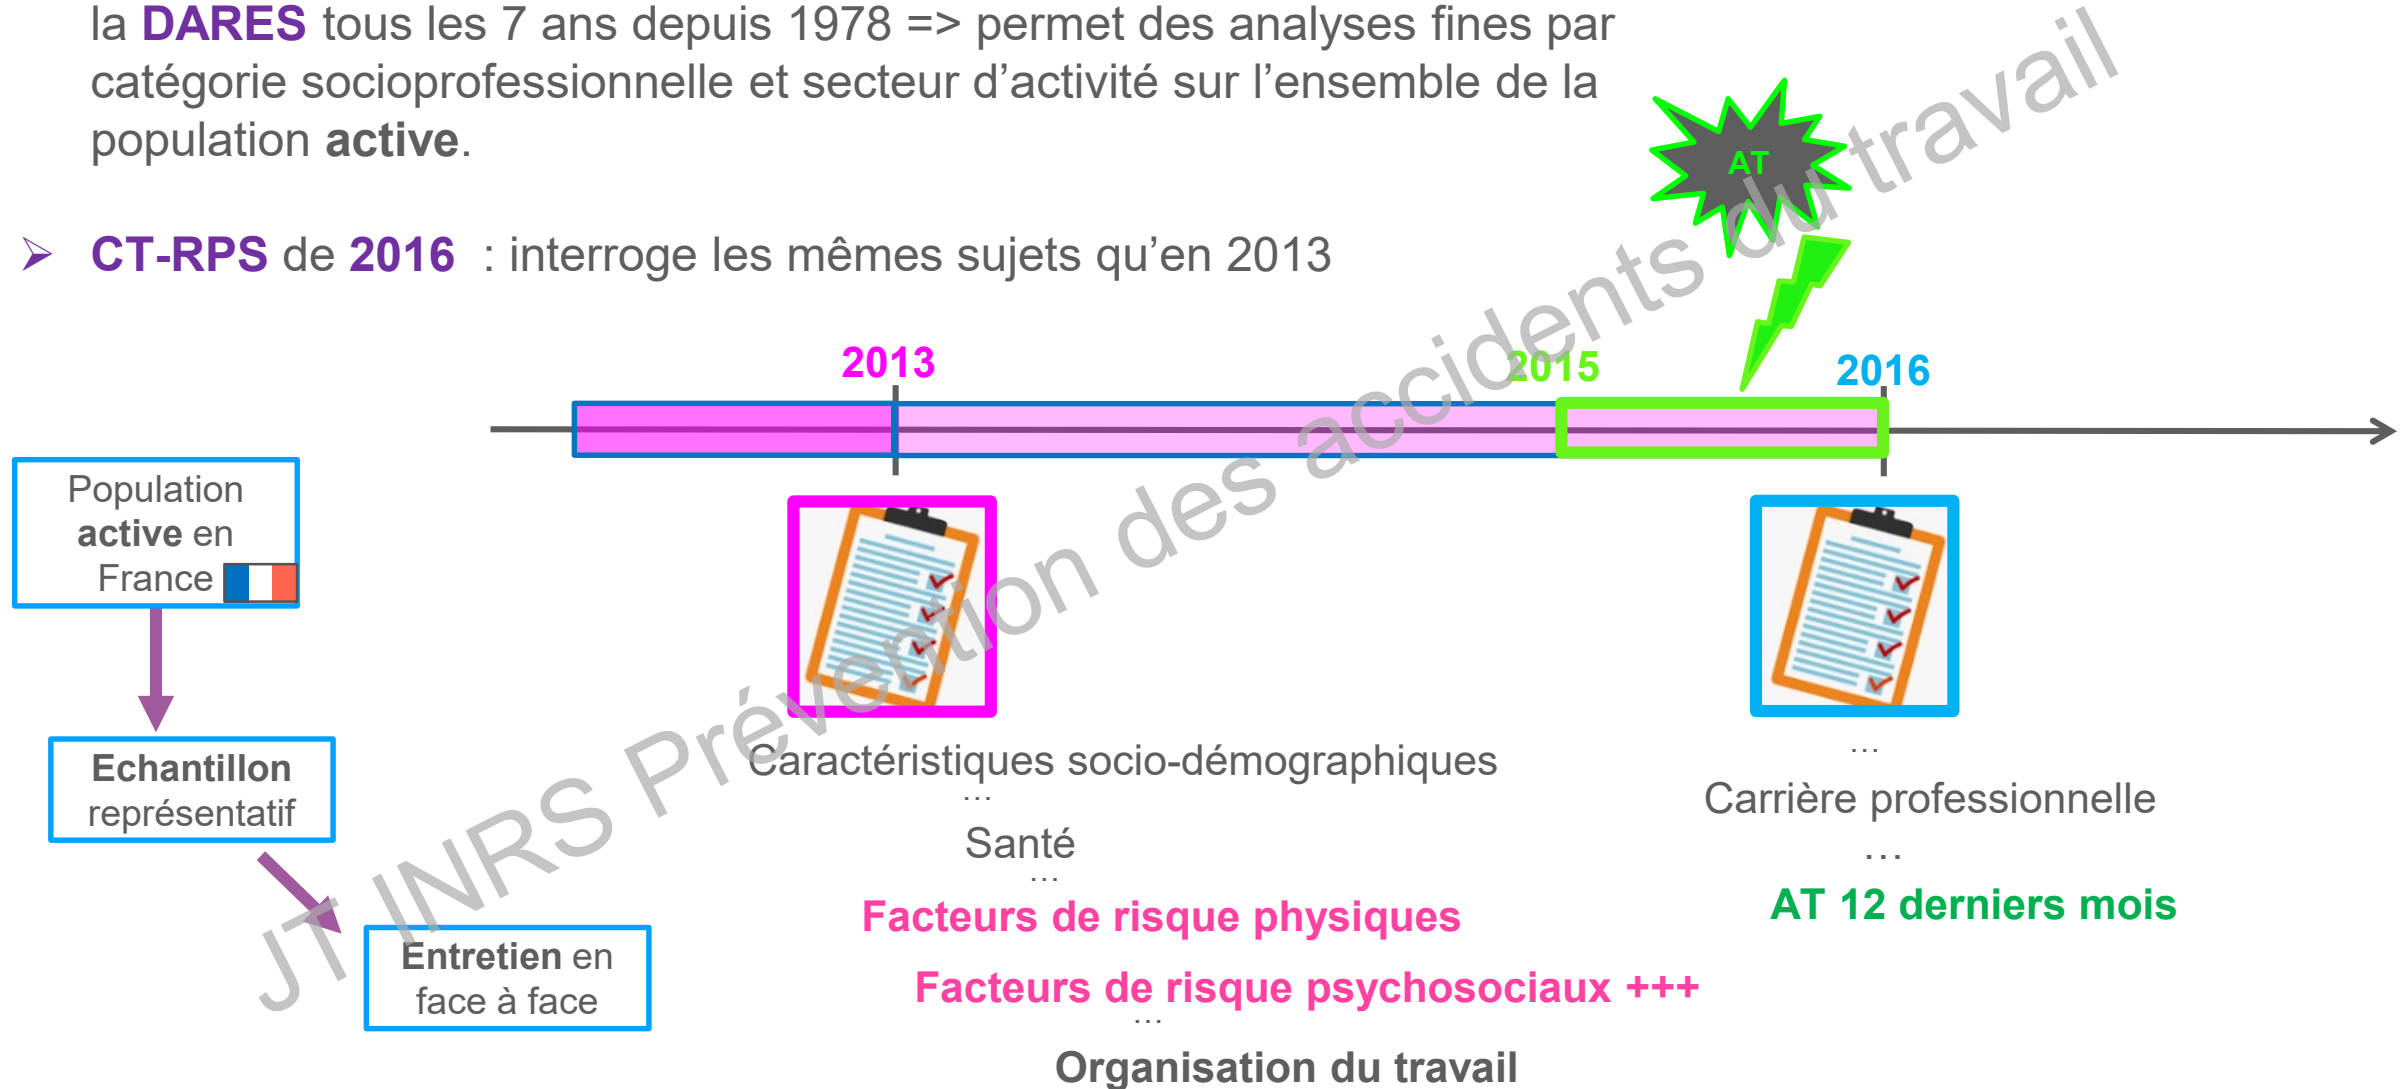 la DARES tous les 7 ans depuis 1978 => permet des analyses fines par
catégorie socioprofessionnelle et secteur d’activité sur l’ensemble de la
population active.
AT
➢ CT-RPS de 2016 : interroge les mêmes sujets qu’en 2013
2013
2015
2016
Population
active en
France
Echantillon
représentatif
Entretien en
face à face
Caractéristiques socio-démographiques
...
Santé
...
Facteurs de risque physiques
Facteurs de risque psychosociaux +++
...
Organisation du travail
...
Carrière professionnelle
...
AT 12 derniers mois
JT INRS Prévention des accidents du travail